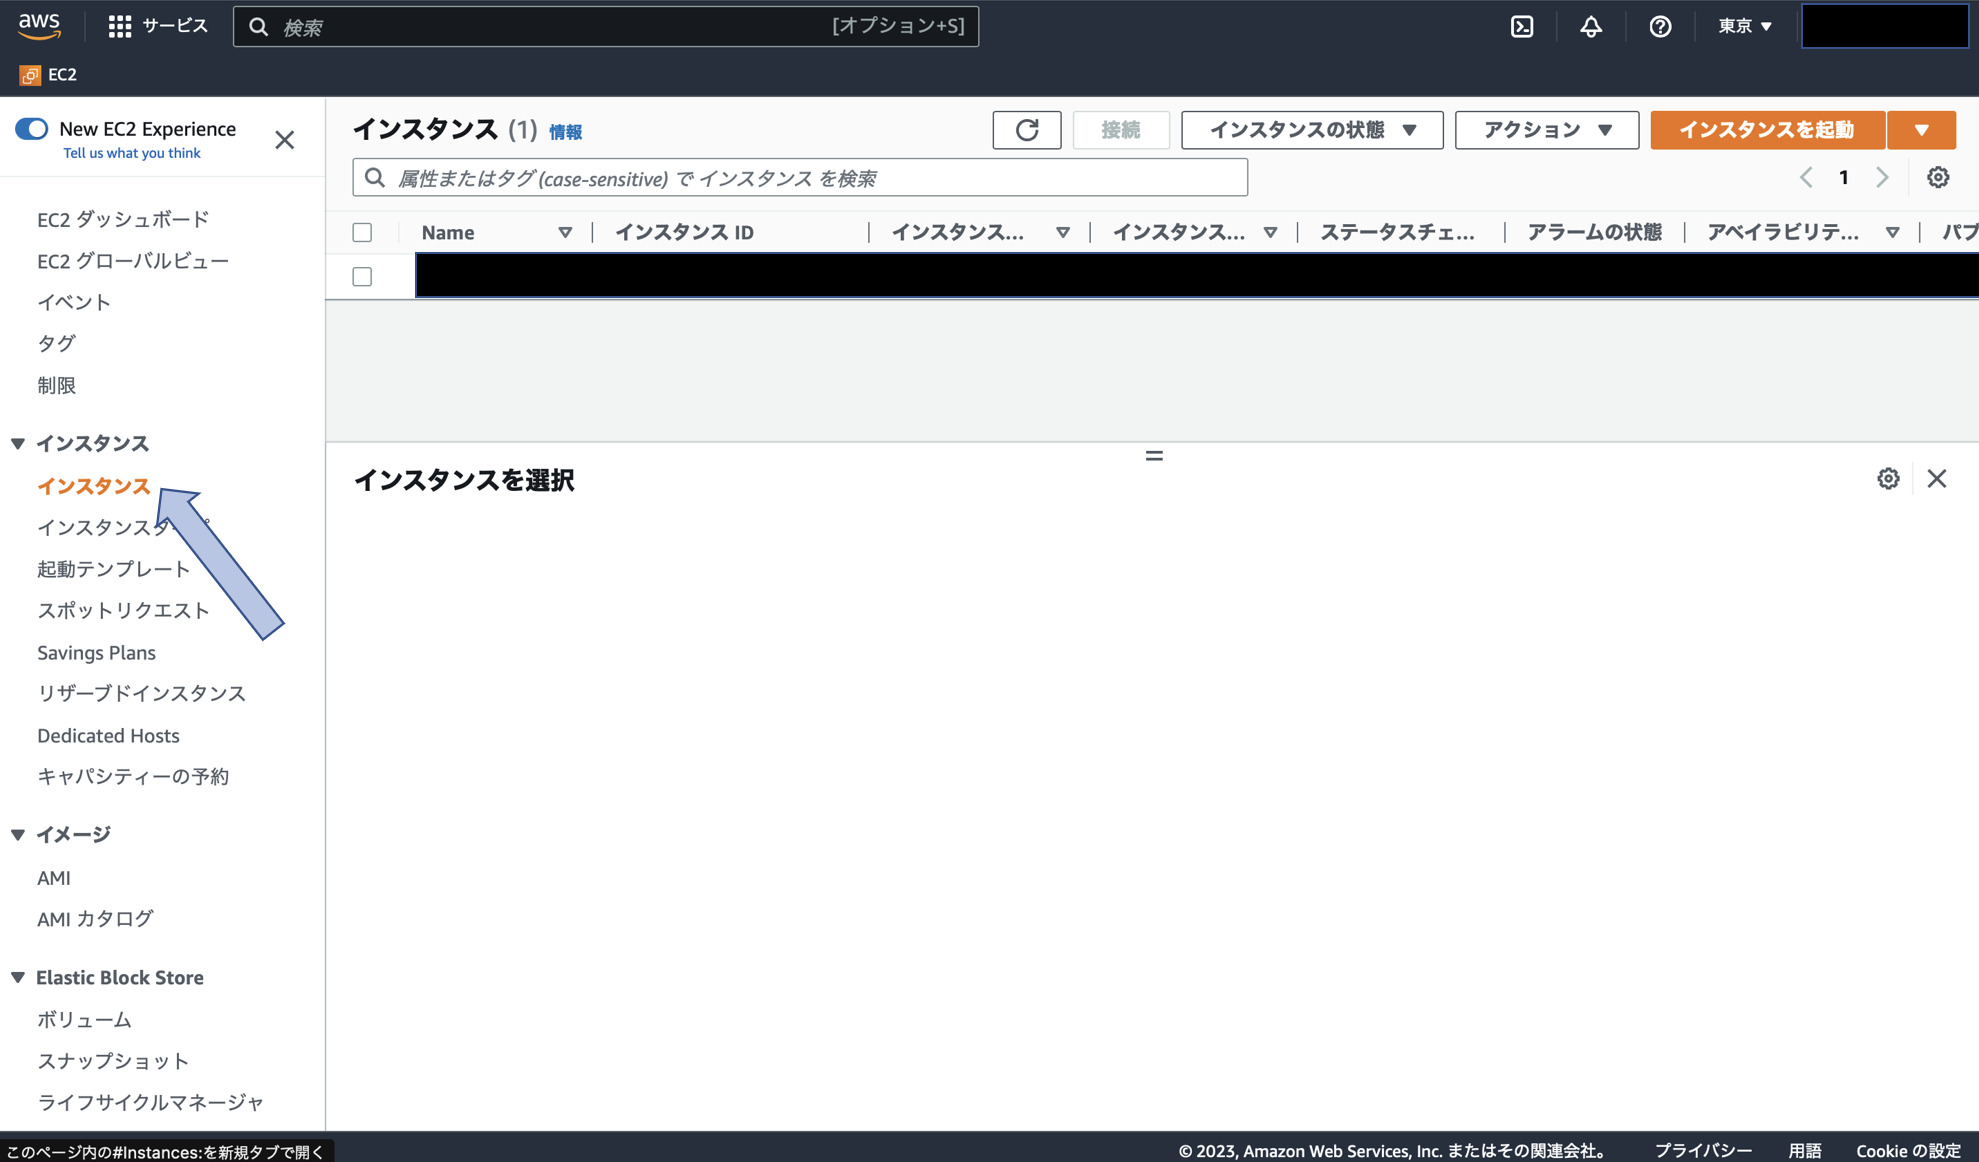 aws
サービス
検索
[オプション+S]
東京
EC2
New EC2 Experience
Tell us what you think
EC2 ダッシュボード
EC2 グローバルビュー
イベント
タグ
制限
インスタンス
インスタンス
インスタンスタイプ
起動テンプレート
スポットリクエスト
Savings Plans
リザーブドインスタンス
Dedicated Hosts
キャパシティーの予約
イメージ
AMI
AMI カタログ
Elastic Block Store
ボリューム
スナップショット
ライフサイクルマネージャ
インスタンス (1) 情報
接続
インスタンスの状態
アクション
インスタンスを起動
属性またはタグ (case-sensitive) で インスタンス を検索
1
Name
インスタンス ID
インスタンス...
インスタンス...
ステータスチェ...
アラームの状態
アベイラビリテ...
パブ
インスタンスを選択
このページ内の#Instances:を新規タブで開く
© 2023, Amazon Web Services, Inc. またはその関連会社。
プライバシー
用語
Cookie の設定